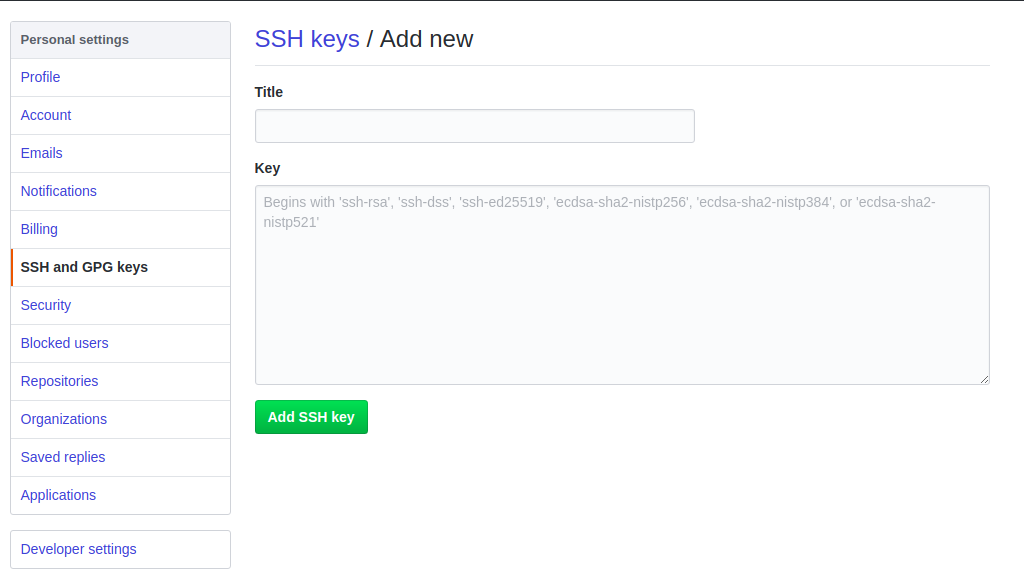 Personal settings
Profile
Account
Emails
Notifications
Billing
SSH and GPG keys
Security
Blocked users
Repositories
Organizations
Saved replies
Applications
Developer settings
SSH keys / Add new
Title
Key
Begins with 'ssh-rsa', 'ssh-dss', 'ssh-ed25519', 'ecdsa-sha2-nistp256', 'ecdsa-sha2-nistp384', or 'ecdsa-sha2-
nistp521'
Add SSH key